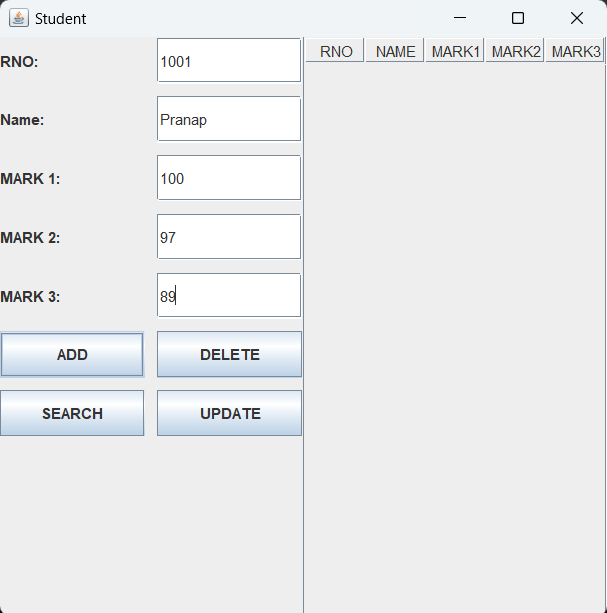 Student
RNO: 1001
Name: Pranap
MARK 1: 100
MARK 2: 97
MARK 3: 89
ADD DELETE
SEARCH UPDATE
RNO NAME MARK1 MARK2 MARK3